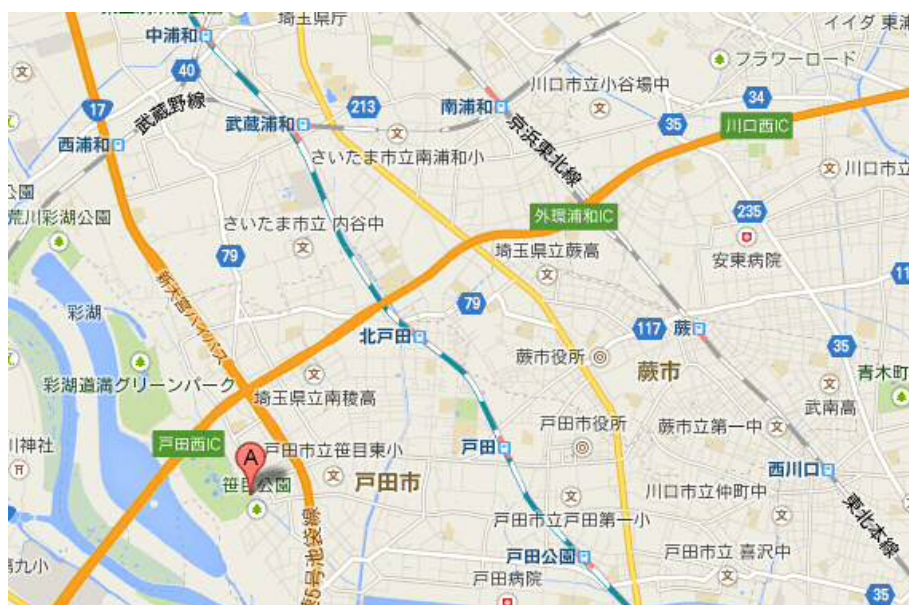 埼玉県庁
イイダ 東浦
中浦和
40
フラワーロード
川口市立小谷場中
34
17
武蔵野線
213
南浦和
武蔵浦和
35
川口西IC
西浦和
さいたま市立南浦和小
京浜東北線
川口市立
公園
荒川彩湖公園
外環浦和IC
235
さいたま市立 内谷中
埼玉県立蕨高
79
安東病院
新大宮バイパス
11
彩湖
79
北戸田
117
蕨
35
蕨市役所
蕨市
彩湖道満グリーンパーク
青木町
埼玉県立南稜高
武南高
戸田市役所
蕨市立第一中
戸田西IC
川神社
A
戸田市立笹目東小
戸田
西川口
笹目公園
戸田市
川口市立仲町中
戸田市立戸田第一小
東北本線
5号池袋線
戸田公園
戸田市立 喜沢中
第九小
戸田病院
68
35